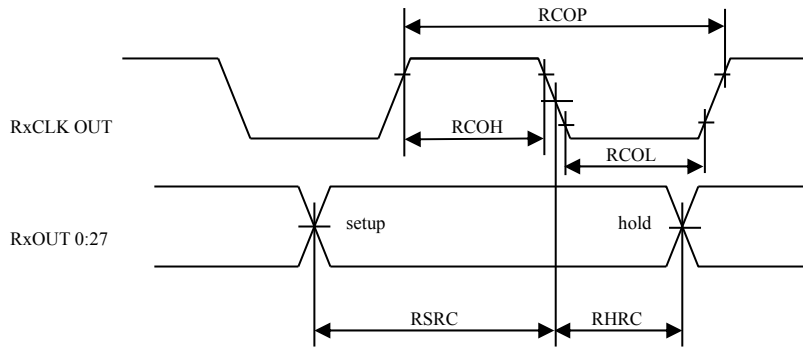 RCOP
RxCLK OUT
RCOH
RCOL
RxOUT 0:27
setup
hold
RSRC
RHRC